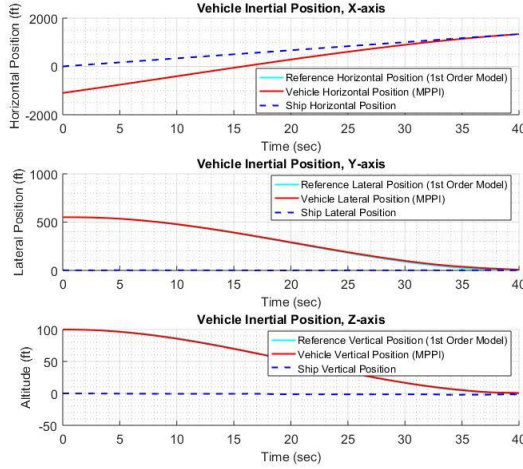 Vehicle Inertial Position, X-axis
Horizontal Position (ft)
2000
0
-2000
Reference Horizontal Position (1st Order Model)
Vehicle Horizontal Position (MPPI)
Ship Horizontal Position
0 5 10 15 20 25 30 35 40
Time (sec)
Vehicle Inertial Position, Y-axis
Lateral Position (ft)
1000
500
0
Reference Lateral Position (1st Order Model)
Vehicle Lateral Position (MPPI)
Ship Lateral Position
0 5 10 15 20 25 30 35 40
Time (sec)
Vehicle Inertial Position, Z-axis
Altitude (ft)
100
50
0
-50
Reference Vertical Position (1st Order Model)
Vehicle Vertical Position (MPPI)
Ship Vertical Position
0 5 10 15 20 25 30 35 40
Time (sec)